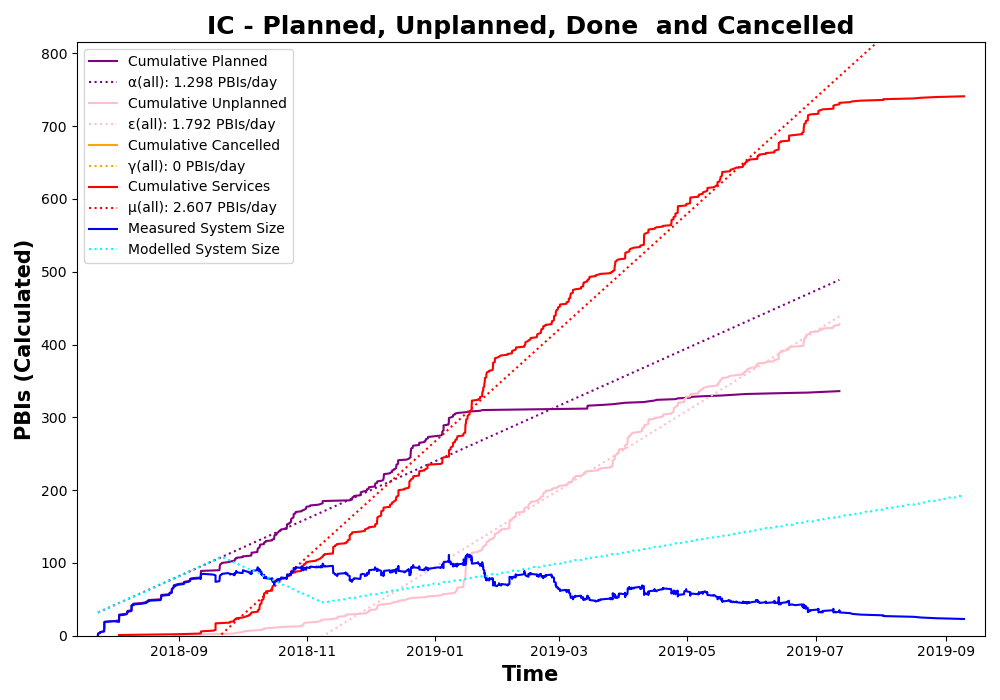 IC - Planned, Unplanned, Done  and Cancelled
800
700
600
500
400
300
200
100
0
PBIs (Calculated)
Cumulative Planned
α(all): 1.298 PBIs/day
Cumulative Unplanned
ε(all): 1.792 PBIs/day
Cumulative Cancelled
γ(all): 0 PBIs/day
Cumulative Services
μ(all): 2.607 PBIs/day
Measured System Size
Modelled System Size
2018-09 2018-11 2019-01 2019-03 2019-05 2019-07 2019-09
Time